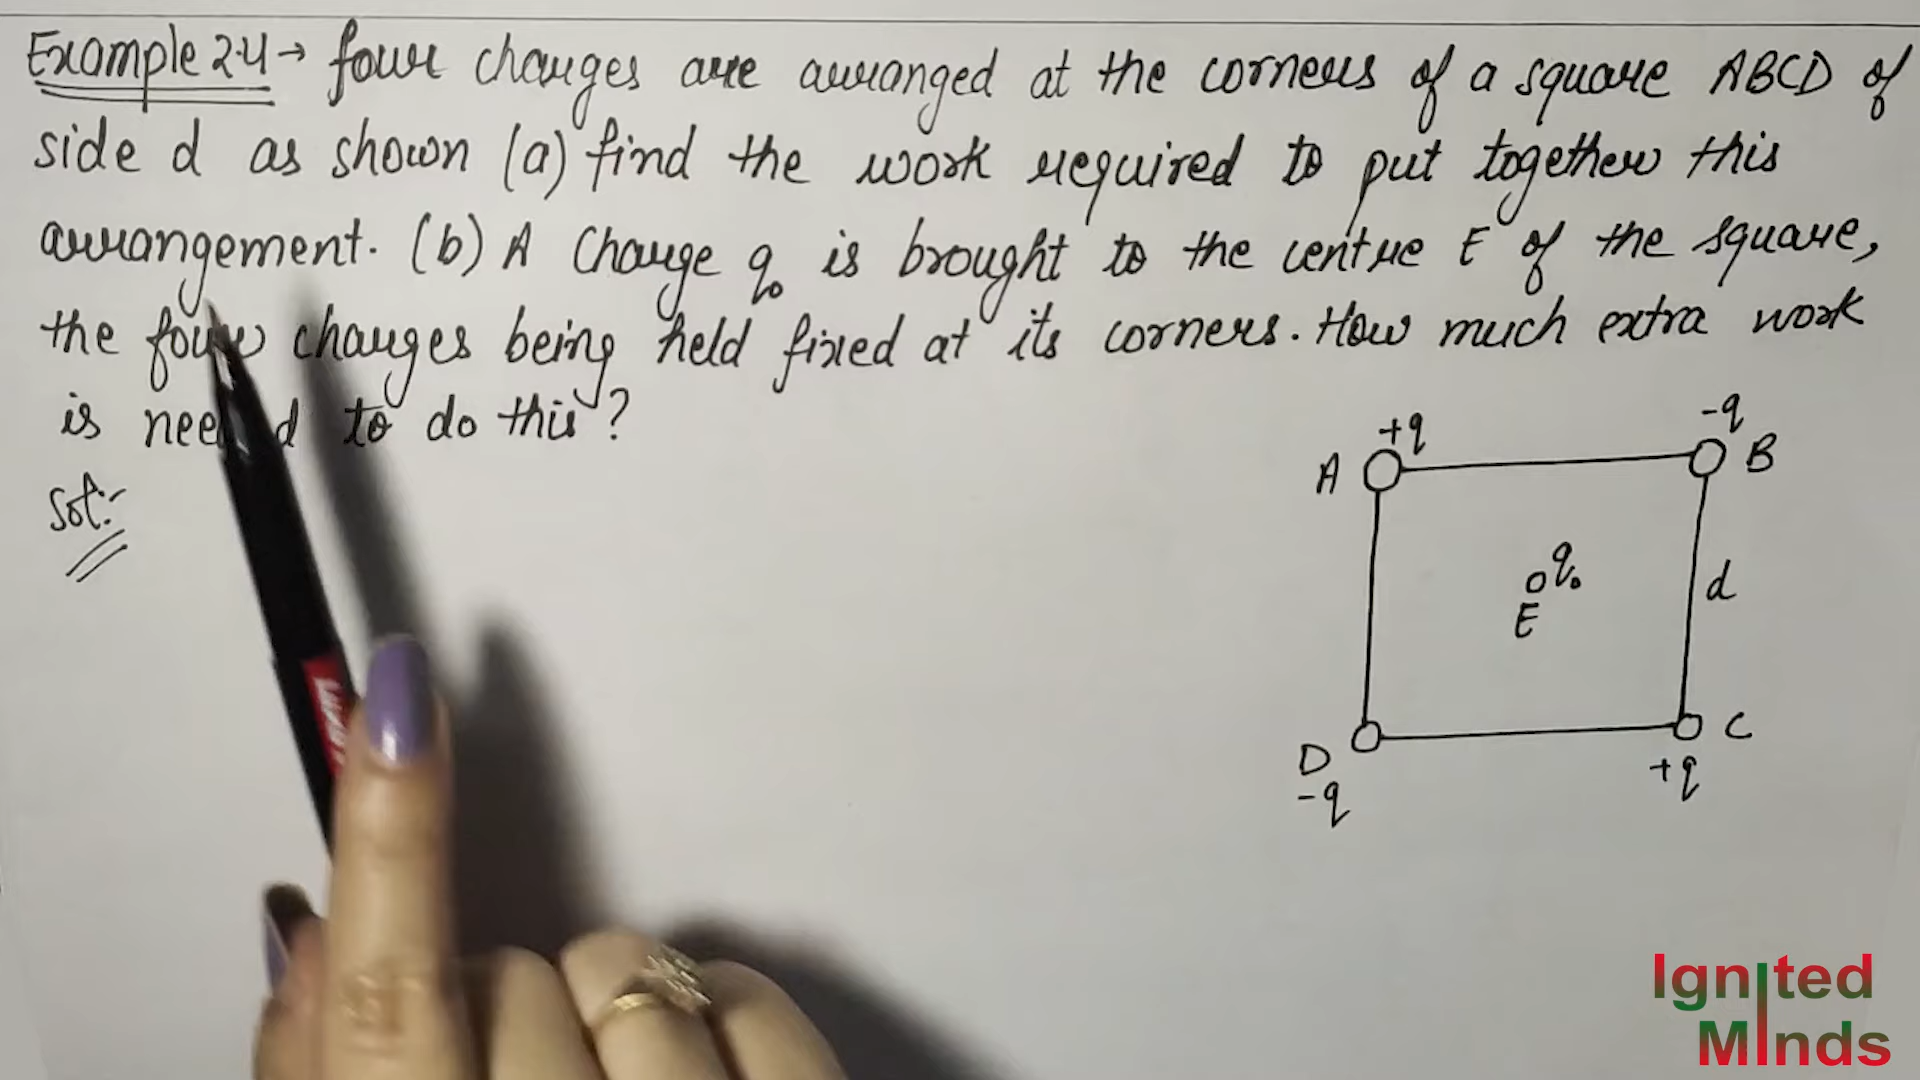 Example 2.4 → four charges are arranged at the corners of a square ABCD of
side d as shown (a) find the work required to put together this
arrangement. (b) A charge q₀ is brought to the centre E of the square,
the four charges being held fixed at its corners. How much extra work
is needed to do this?
Sol:-
+q
-q
A
B
q₀
E
d
D
C
-q
+q
Ignited
Minds